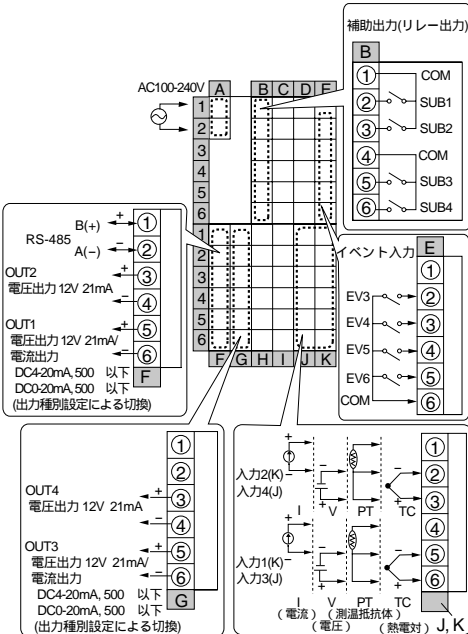 補助出力(リレー出力)
B
① COM
② SUB1
③ SUB2
④ COM
⑤ SUB3
⑥ SUB4
AC100-240V
A B C D E
1
2
3
4
5
6
1
2
3
4
5
6
F G H I J K
B(+) + ①
RS-485
A(−) − ②
OUT2 + ③
電圧出力 12V 21mA
− ④
OUT1 + ⑤
電圧出力 12V 21mA/
電流出力 − ⑥
DC4-20mA, 500 以下
DC0-20mA, 500 以下
(出力種別設定による切換)
F
イベント入力 E
①
EV3 ②
EV4 ③
EV5 ④
EV6 ⑤
COM ⑥
①
②
OUT4 + ③
電圧出力 12V 21mA
− ④
OUT3 + ⑤
電圧出力 12V 21mA/
電流出力 − ⑥
DC4-20mA, 500 以下
DC0-20mA, 500 以下
(出力種別設定による切換)
G
①
+ − − ②
入力2(K) −
入力4(J) + + ③
I V PT TC
④
+ − − ⑤
入力1(K) −
入力3(J) + + ⑥
I V PT TC
(電流) (測温抵抗体)
(電圧) (熱電対)
J, K